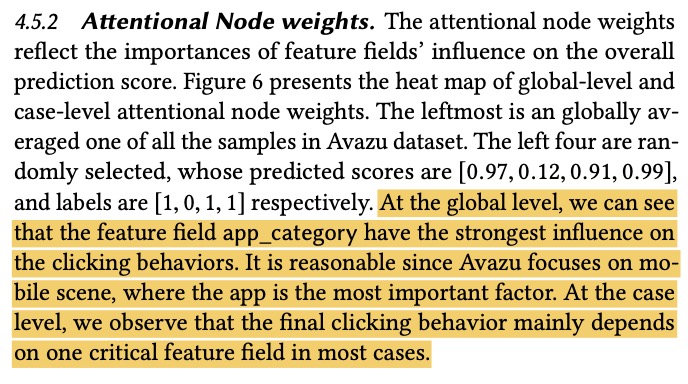 4.5.2 Attentional Node weights. The attentional node weights
reflect the importances of feature fields' influence on the overall
prediction score. Figure 6 presents the heat map of global-level and
case-level attentional node weights. The leftmost is an globally av-
eraged one of all the samples in Avazu dataset. The left four are ran-
domly selected, whose predicted scores are [0.97, 0.12, 0.91, 0.99],
and labels are [1, 0, 1, 1] respectively. At the global level, we can see
that the feature field app_category have the strongest influence on
the clicking behaviors. It is reasonable since Avazu focuses on mo-
bile scene, where the app is the most important factor. At the case
level, we observe that the final clicking behavior mainly depends
on one critical feature field in most cases.